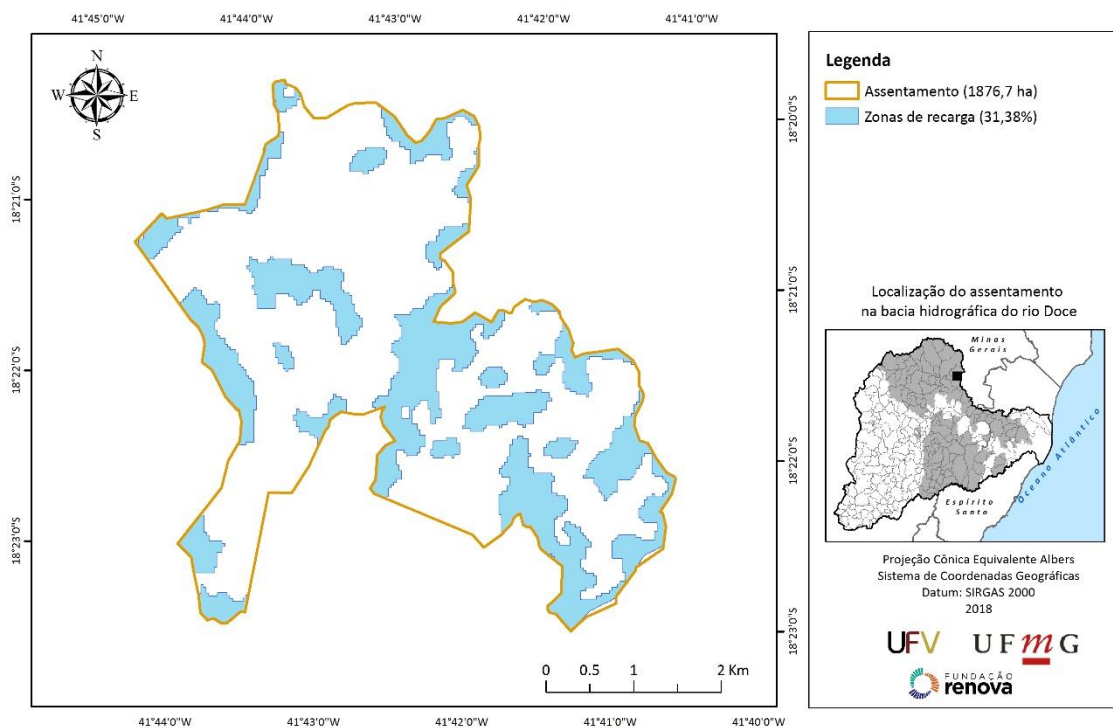 41°45'0"W 41°44'0"W 41°43'0"W 41°42'0"W 41°41'0"W
N
W E
S
18°21'0"S
18°22'0"S
18°23'0"S
18°20'0"S
18°21'0"S
18°22'0"S
18°23'0"S
0 0.5 1 2 Km
41°44'0"W 41°43'0"W 41°42'0"W 41°41'0"W 41°40'0"W
Legenda
Assentamento (1876,7 ha)
Zonas de recarga (31,38%)
Localização do assentamento
na bacia hidrográfica do rio Doce
Minas
Gerais
Espírito
Santo
Oceano Atlântico
Projeção Cônica Equivalente Albers
Sistema de Coordenadas Geográficas
Datum: SIRGAS 2000
2018
UFV UFmG
FUNDAÇÃO
renova